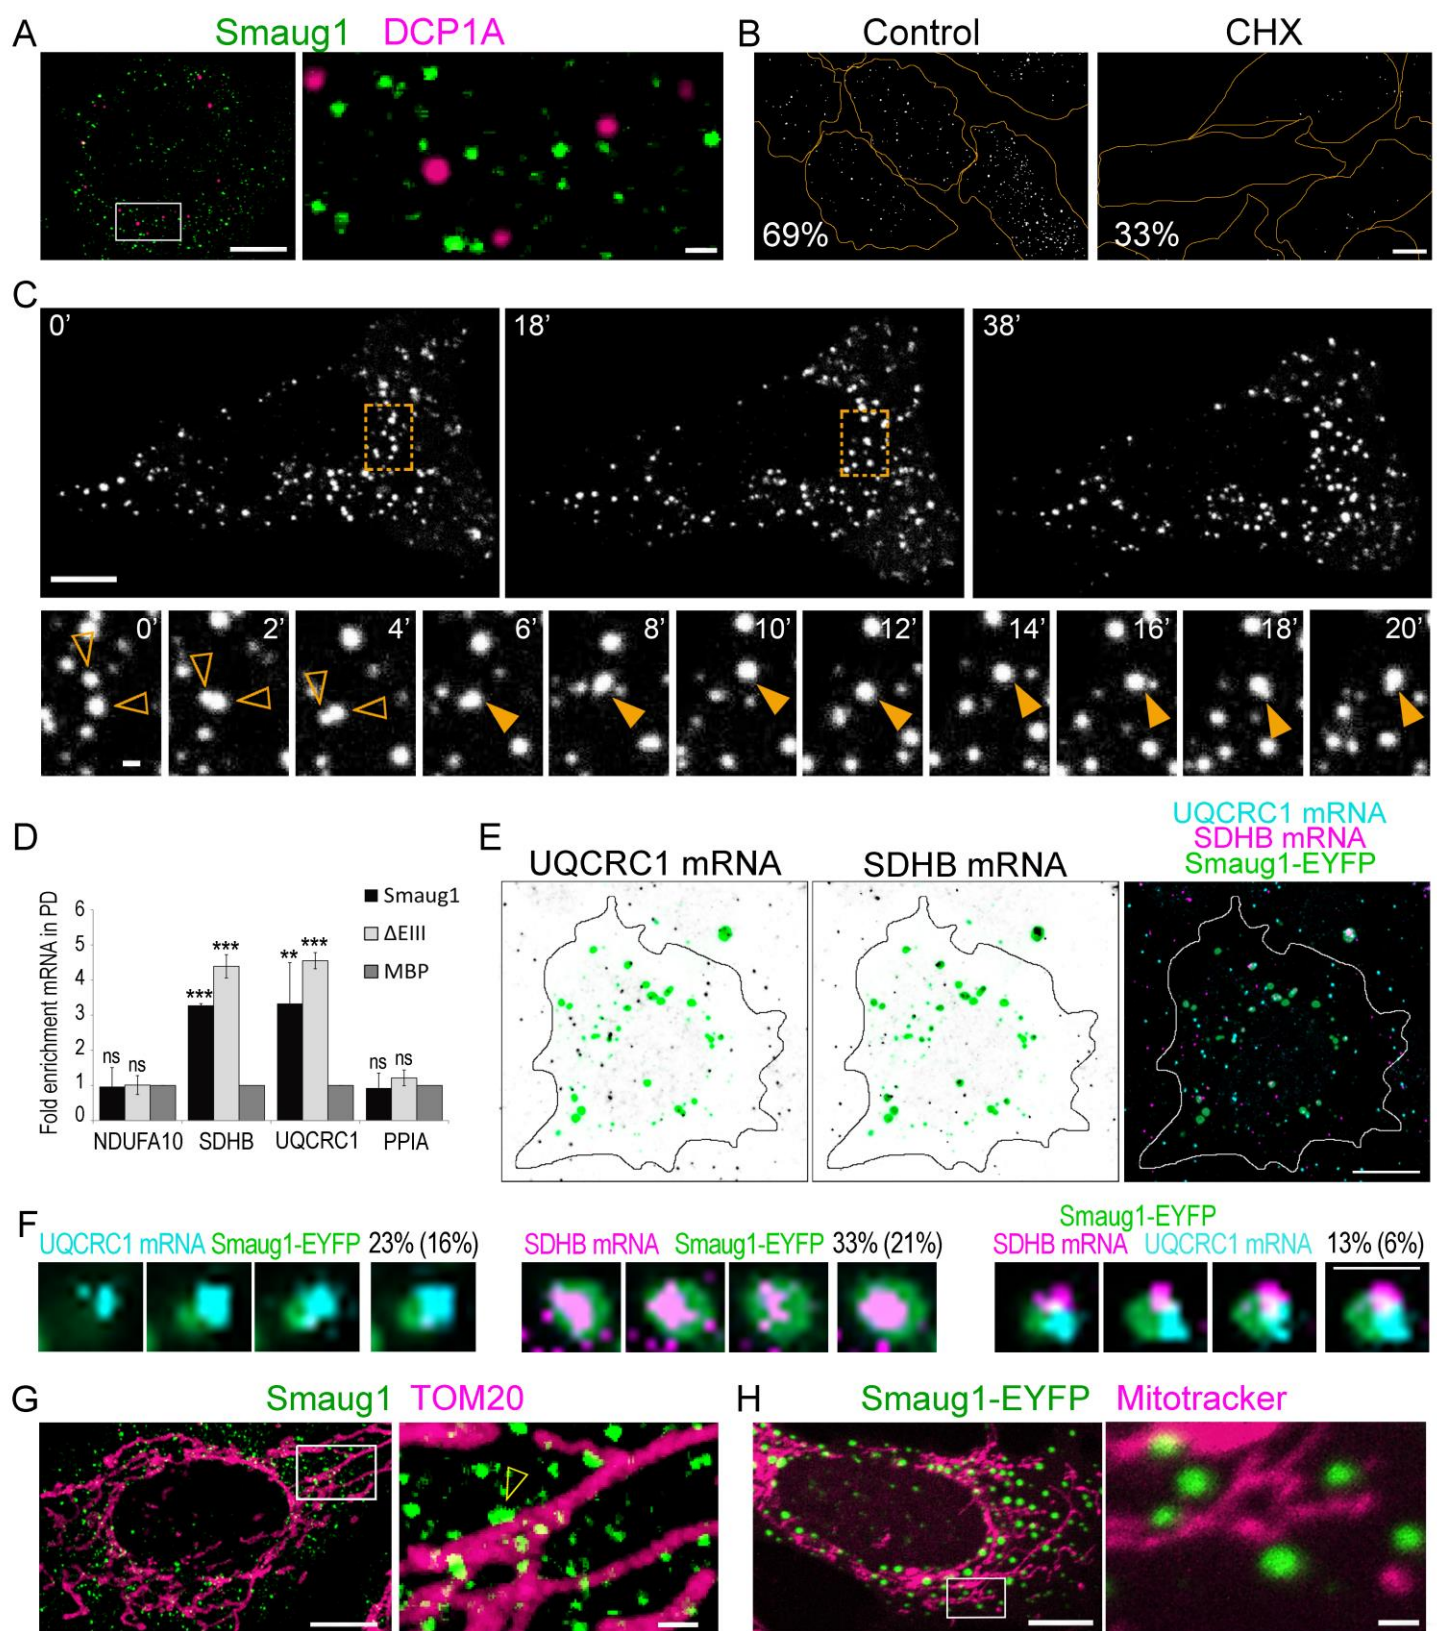 A
Smaug1 DCP1A
B
Control
CHX
69%
33%
C
0’
18’
38’
0’
2’
4’
6’
8’
10’
12’
14’
16’
18’
20’
D
Fold enrichment mRNA in PD
6
5
4
3
2
1
0
Smaug1
ΔEIII
MBP
ns
ns
***
***
**
***
ns
ns
NDUFA10
SDHB
UQCRC1
PPIA
E
UQCRC1 mRNA
SDHB mRNA
UQCRC1 mRNA
SDHB mRNA
Smaug1-EYFP
F
UQCRC1 mRNA Smaug1-EYFP 23% (16%)
SDHB mRNA Smaug1-EYFP 33% (21%)
Smaug1-EYFP
SDHB mRNA UQCRC1 mRNA 13% (6%)
G
Smaug1 TOM20
H
Smaug1-EYFP Mitotracker